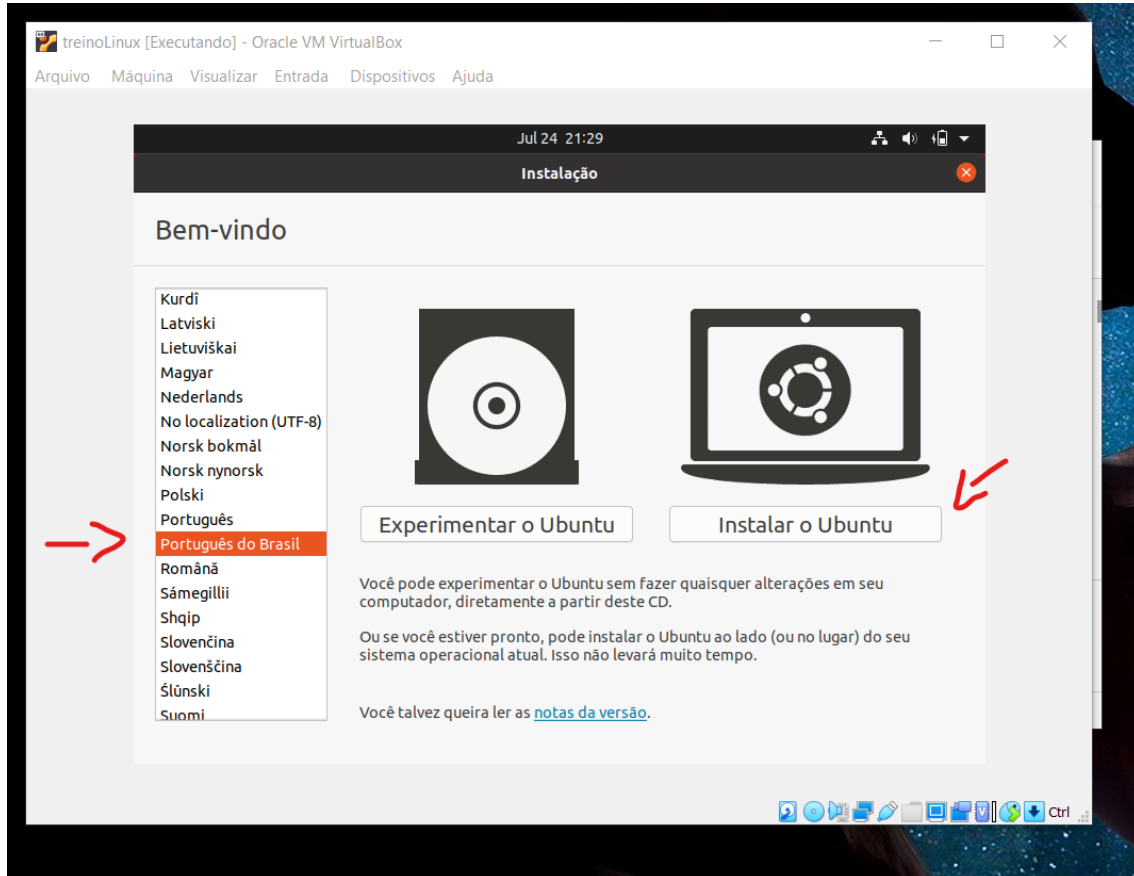 treinoLinux [Executando] - Oracle VM VirtualBox
Arquivo Máquina Visualizar Entrada Dispositivos Ajuda
Jul 24 21:29
Instalação
Bem-vindo
Kurdî
Latviski
Lietuviškai
Magyar
Nederlands
No localization (UTF-8)
Norsk bokmål
Norsk nynorsk
Polski
Português
Português do Brasil
Română
Sámegillii
Shqip
Slovenčina
Slovenščina
Ślůnski
Suomi
Experimentar o Ubuntu
Instalar o Ubuntu
Você pode experimentar o Ubuntu sem fazer quaisquer alterações em seu
computador, diretamente a partir deste CD.
Ou se você estiver pronto, pode instalar o Ubuntu ao lado (ou no lugar) do seu
sistema operacional atual. Isso não levará muito tempo.
Você talvez queira ler as notas da versão.
Ctrl